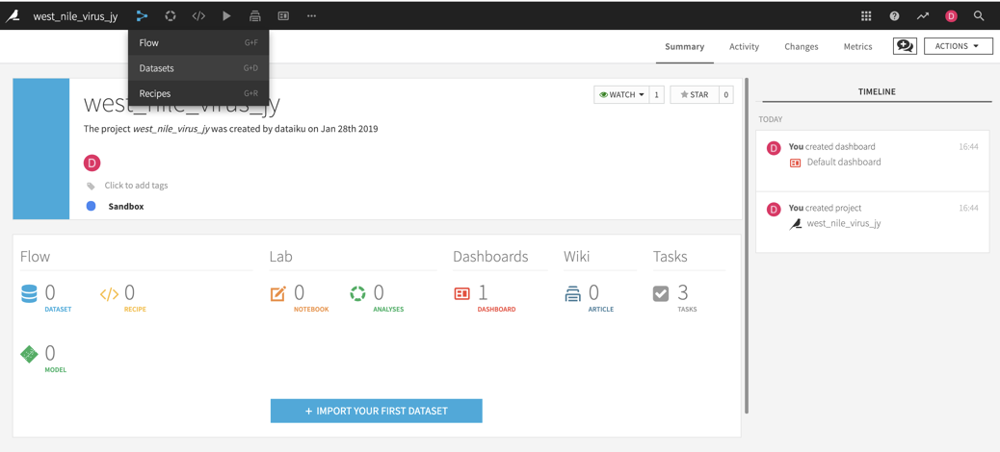 west_nile_virus_jy
Flow G+F
Datasets G+D
Recipes G+R
Summary Activity Changes Metrics ACTIONS
west_nile_virus_jy
WATCH 1 STAR 0
The project west_nile_virus_jy was created by dataiku on Jan 28th 2019
D
Click to add tags
Sandbox
TIMELINE
TODAY
D You created dashboard 16:44
Default dashboard
D You created project 16:44
west_nile_virus_jy
Flow Lab Dashboards Wiki Tasks
0 DATASET
0 RECIPE
0 NOTEBOOK
0 ANALYSES
1 DASHBOARD
0 ARTICLE
3 TASKS
0 MODEL
+ IMPORT YOUR FIRST DATASET